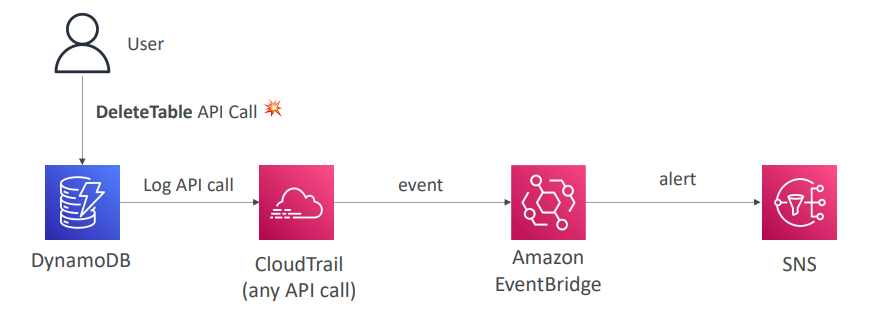 User
DeleteTable API Call
Log API call
event
alert
DynamoDB
CloudTrail
(any API call)
Amazon
EventBridge
SNS